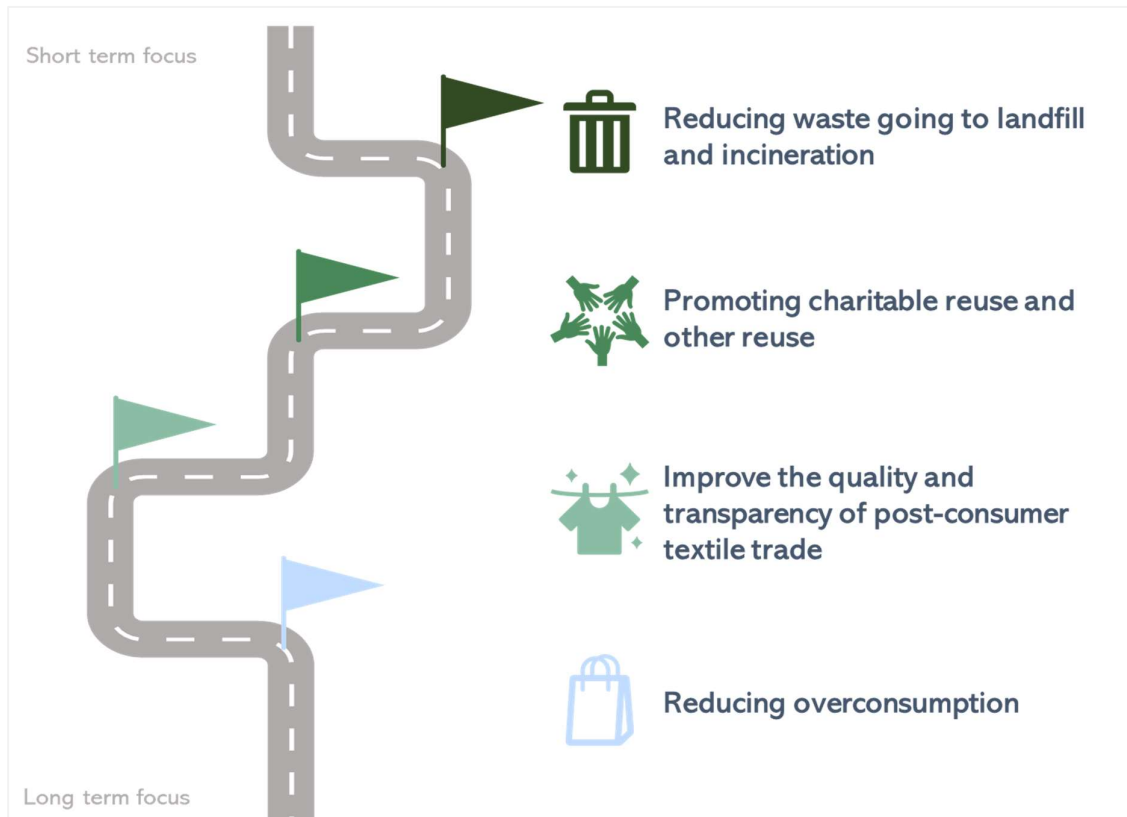 Short term focus
Reducing waste going to landfill
and incineration
Promoting charitable reuse and
other reuse
Improve the quality and
transparency of post-consumer
textile trade
Reducing overconsumption
Long term focus